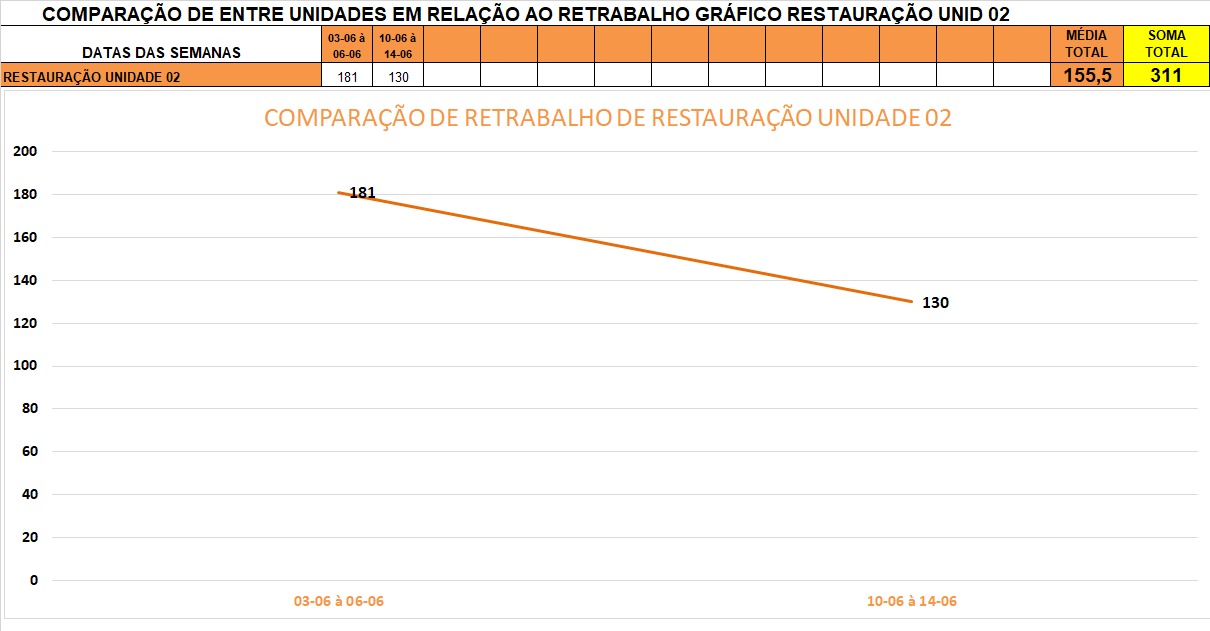 COMPARAÇÃO DE ENTRE UNIDADES EM RELAÇÃO AO RETRABALHO GRÁFICO RESTAURAÇÃO UNID 02
DATAS DAS SEMANAS
03-06 à
06-06
10-06 à
14-06
MÉDIA
TOTAL
SOMA
TOTAL
RESTAURAÇÃO UNIDADE 02
181
130
155,5
311
COMPARAÇÃO DE RETRABALHO DE RESTAURAÇÃO UNIDADE 02
200
180
160
140
120
100
80
60
40
20
0
181
130
03-06 à 06-06
10-06 à 14-06